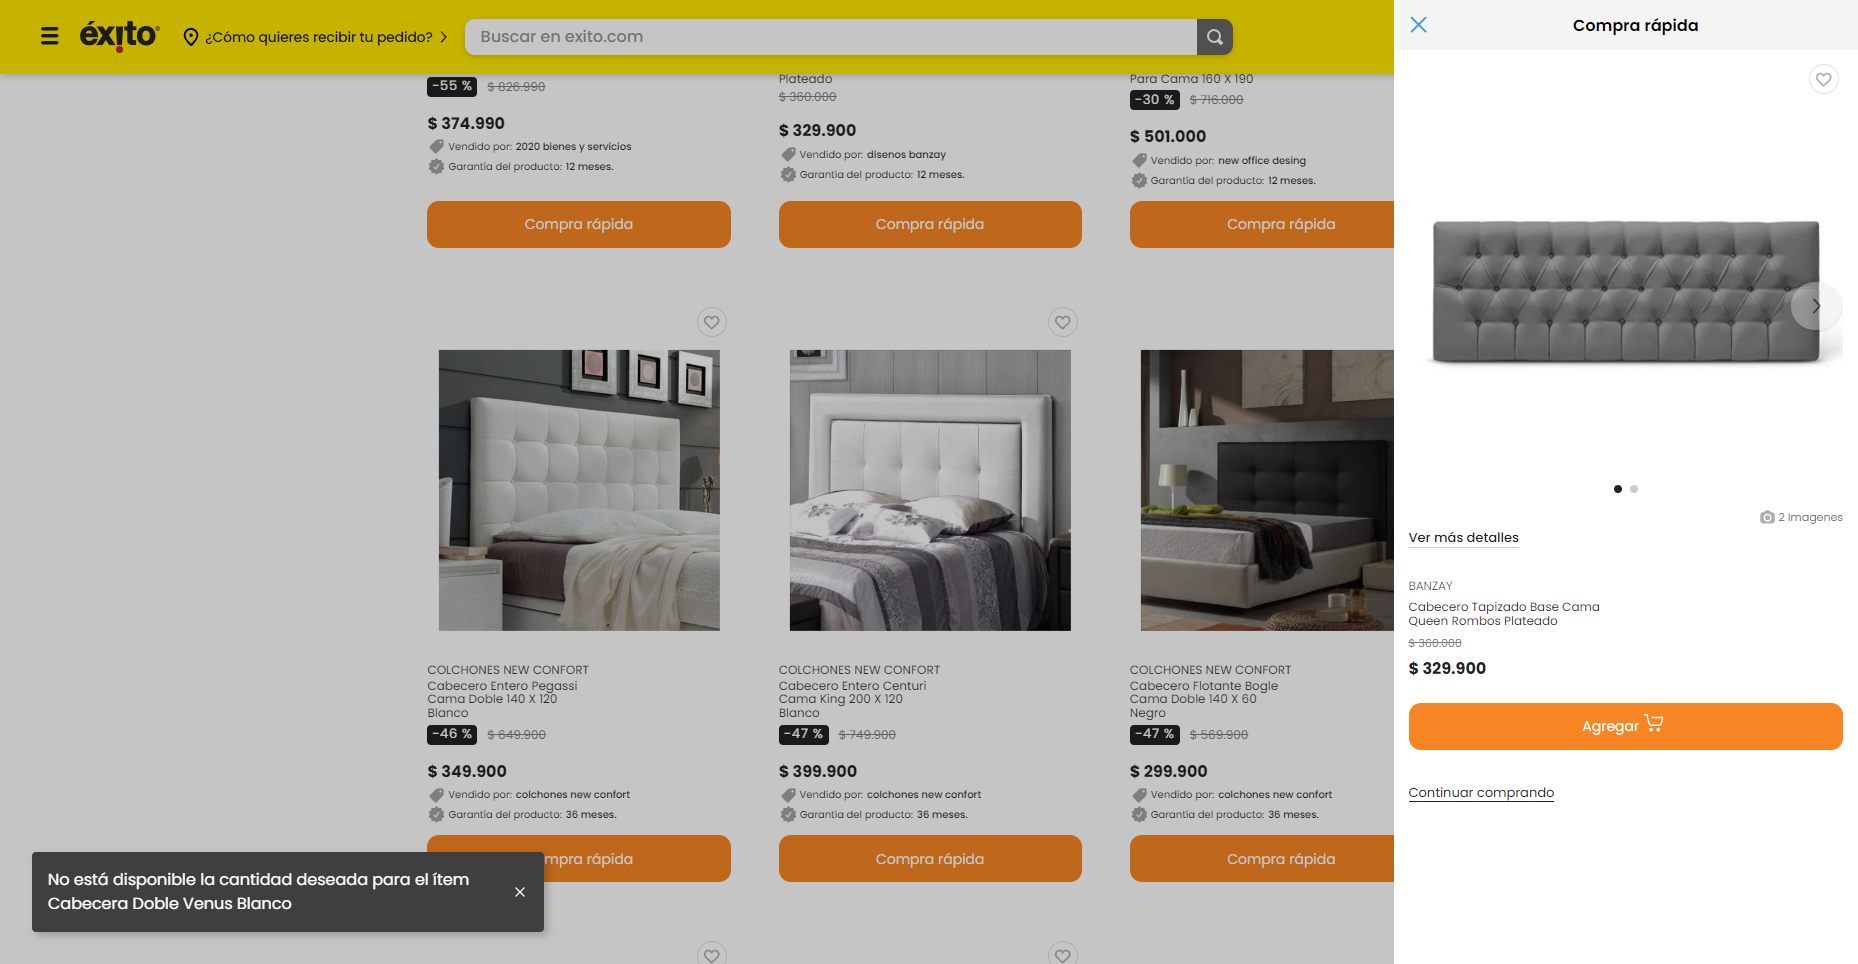 éxito
¿Cómo quieres recibir tu pedido?
Buscar en exito.com
-55 % $ 826.990
$ 374.990
Vendido por: 2020 bienes y servicios
Garantía del producto: 12 meses.
Compra rápida
Plateado
$ 360.000
$ 329.900
Vendido por: disenos banzay
Garantía del producto: 12 meses.
Compra rápida
Para Cama 160 X 190
-30 % $ 716.000
$ 501.000
Vendido por: new office desing
Garantía del producto: 12 meses.
Compra rápida
COLCHONES NEW CONFORT
Cabecero Entero Pegassi
Cama Doble 140 X 120
Blanco
-46 % $ 649.900
$ 349.900
Vendido por: colchones new confort
Garantía del producto: 36 meses.
mpra rápida
COLCHONES NEW CONFORT
Cabecero Entero Centuri
Cama King 200 X 120
Blanco
-47 % $ 749.900
$ 399.900
Vendido por: colchones new confort
Garantía del producto: 36 meses.
Compra rápida
COLCHONES NEW CONFORT
Cabecero Flotante Bogle
Cama Doble 140 X 60
Negro
-47 % $ 569.900
$ 299.900
Vendido por: colchones new confort
Garantía del producto: 36 meses.
Compra rápida
No está disponible la cantidad deseada para el ítem
Cabecera Doble Venus Blanco
Compra rápida
2 Imagenes
Ver más detalles
BANZAY
Cabecero Tapizado Base Cama
Queen Rombos Plateado
$ 360.000
$ 329.900
Agregar
Continuar comprando